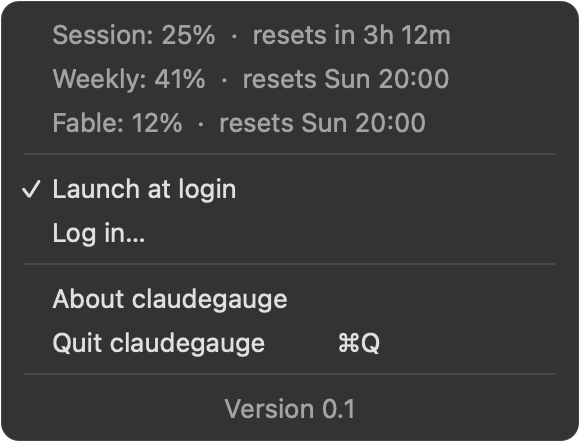 Session: 25% · resets in 3h 12m
Weekly: 41% · resets Sun 20:00
Fable: 12% · resets Sun 20:00
✓ Launch at login
Log in...
About claudegauge
Quit claudegauge ⌘Q
Version 0.1